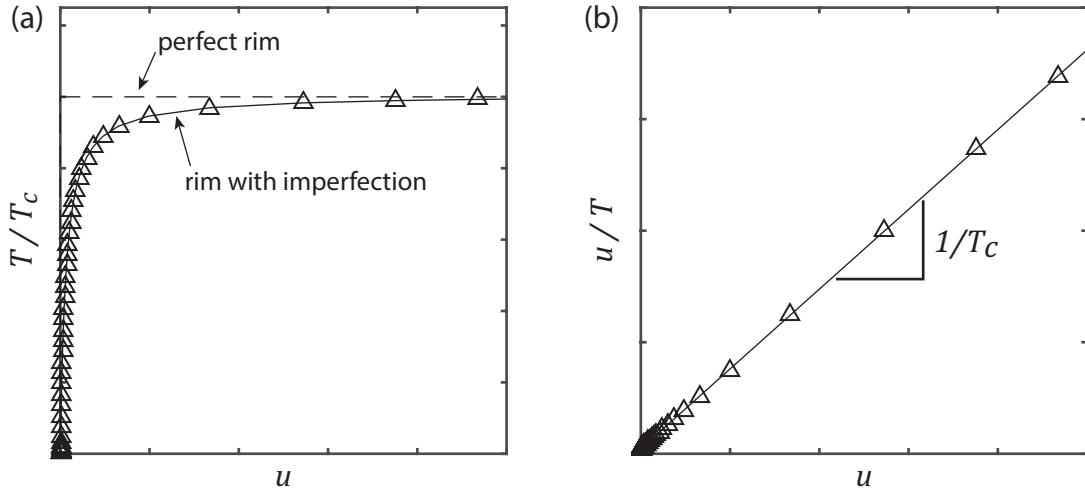 (a)
perfect rim
rim with imperfection
T / T_c
u
(b)
u / T
1/T_C
u